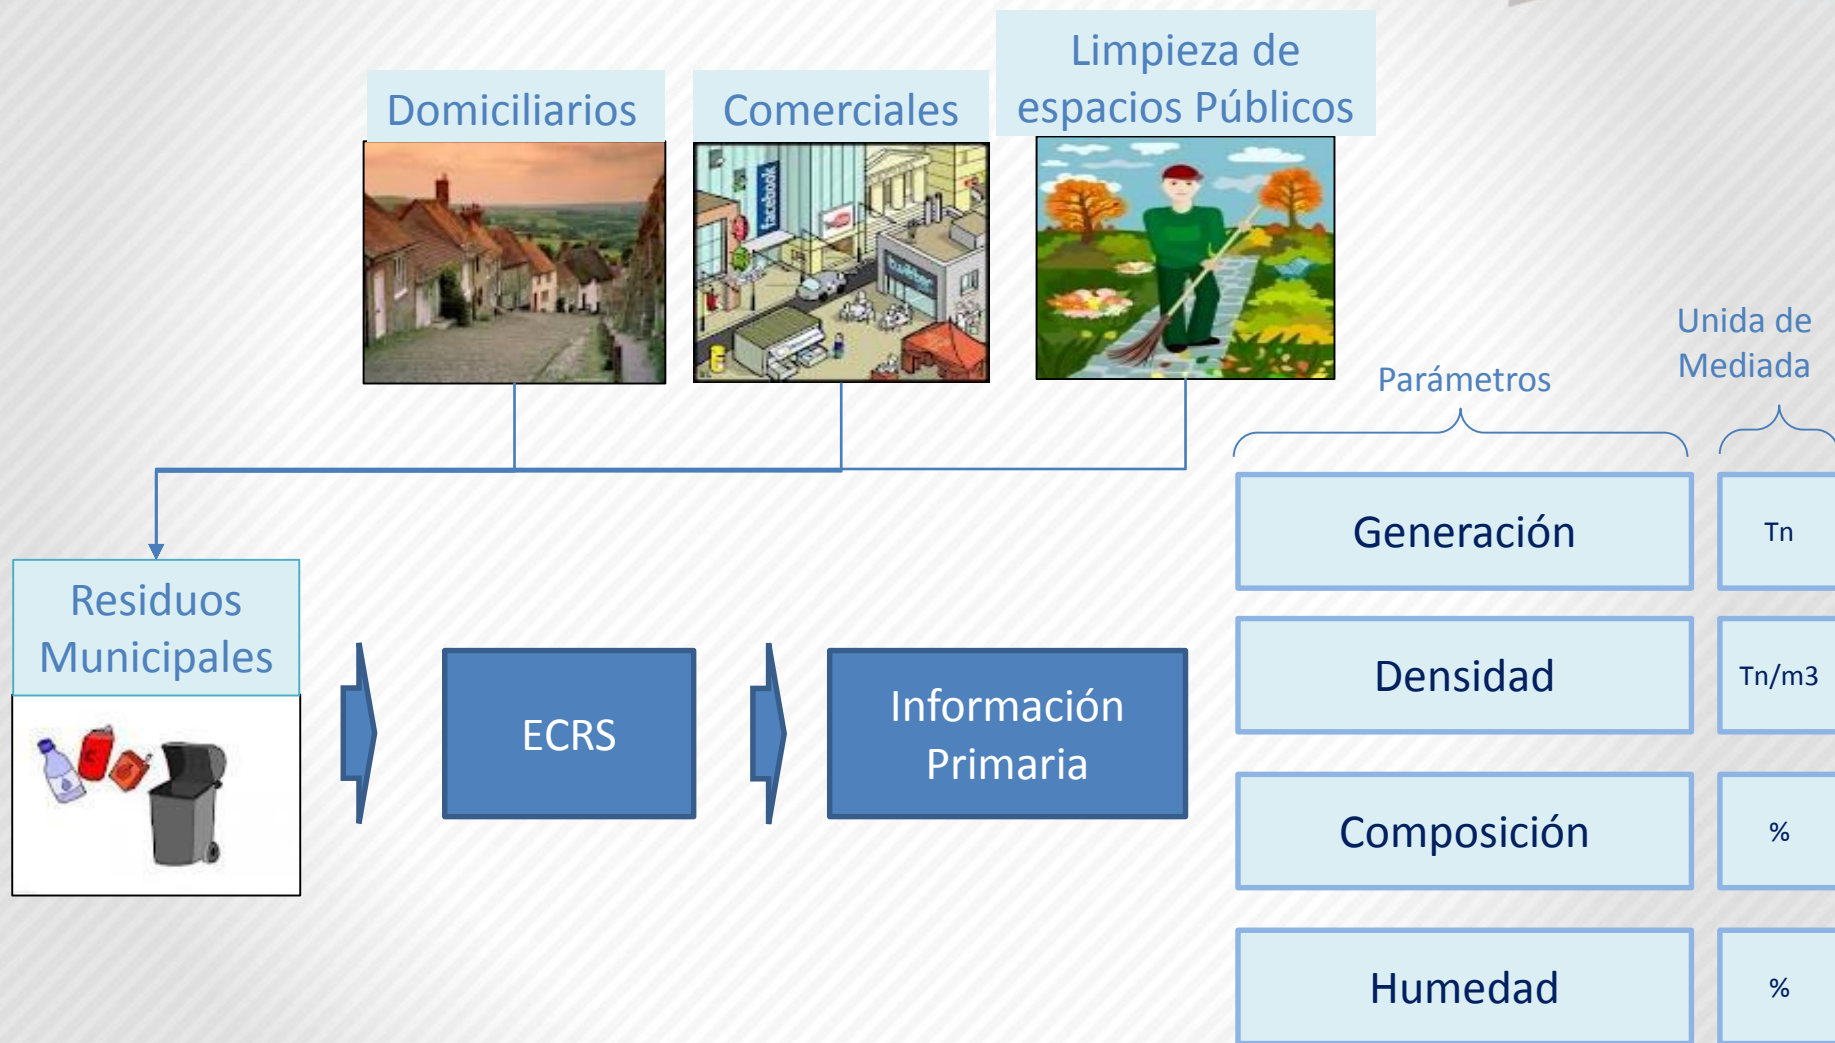 Domiciliarios
Comerciales
Limpieza de
espacios Públicos
facebook
twitter
Residuos
Municipales
ECRS
Información
Primaria
Parámetros
Unida de
Mediada
Generación
Tn
Densidad
Tn/m3
Composición
%
Humedad
%